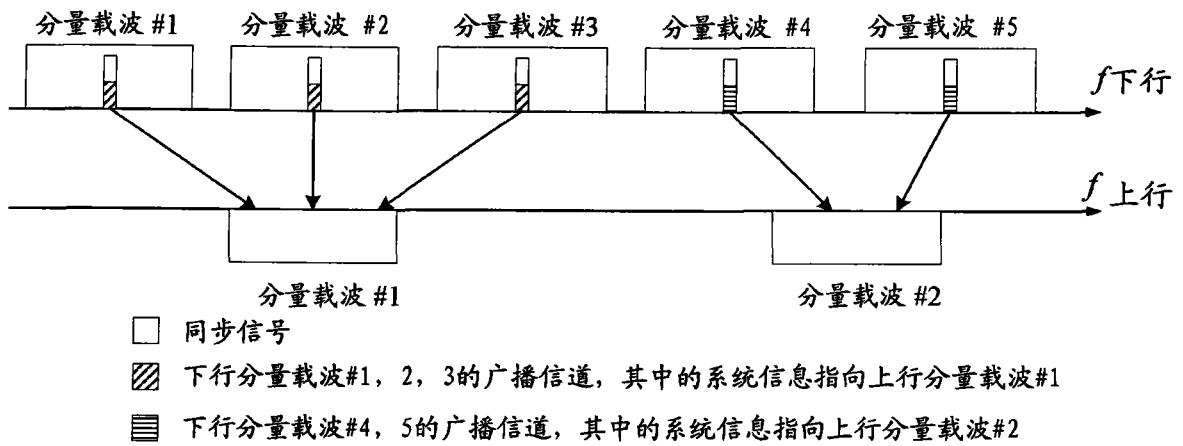 分量载波 #1 分量载波 #2 分量载波 #3 分量载波 #4 分量载波 #5
f下行
f上行
分量载波 #1 分量载波 #2
同步信号
下行分量载波#1，2，3的广播信道，其中的系统信息指向上行分量载波#1
下行分量载波#4，5的广播信道，其中的系统信息指向上行分量载波#2